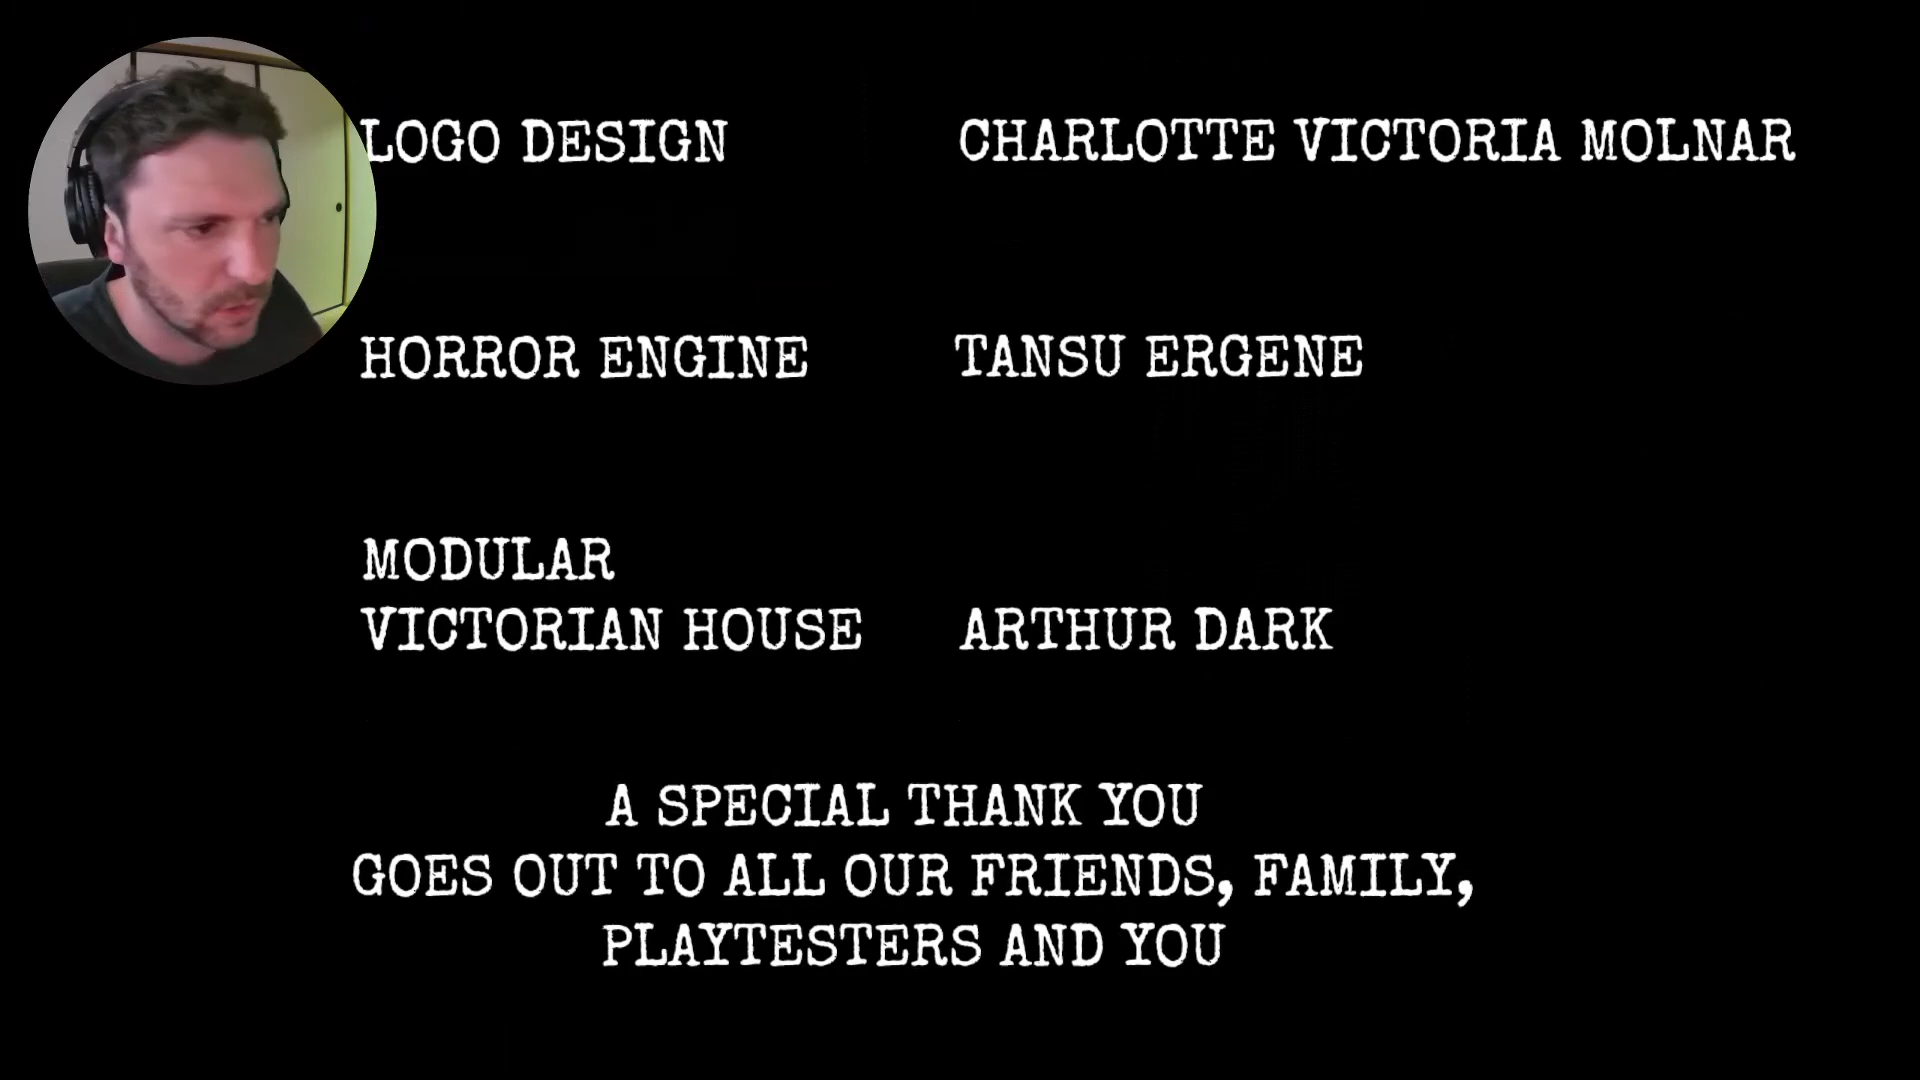 LOGO DESIGN CHARLOTTE VICTORIA MOLNAR
HORROR ENGINE TANSU ERGENE
MODULAR
VICTORIAN HOUSE ARTHUR DARK
A SPECIAL THANK YOU
GOES OUT TO ALL OUR FRIENDS, FAMILY,
PLAYTESTERS AND YOU